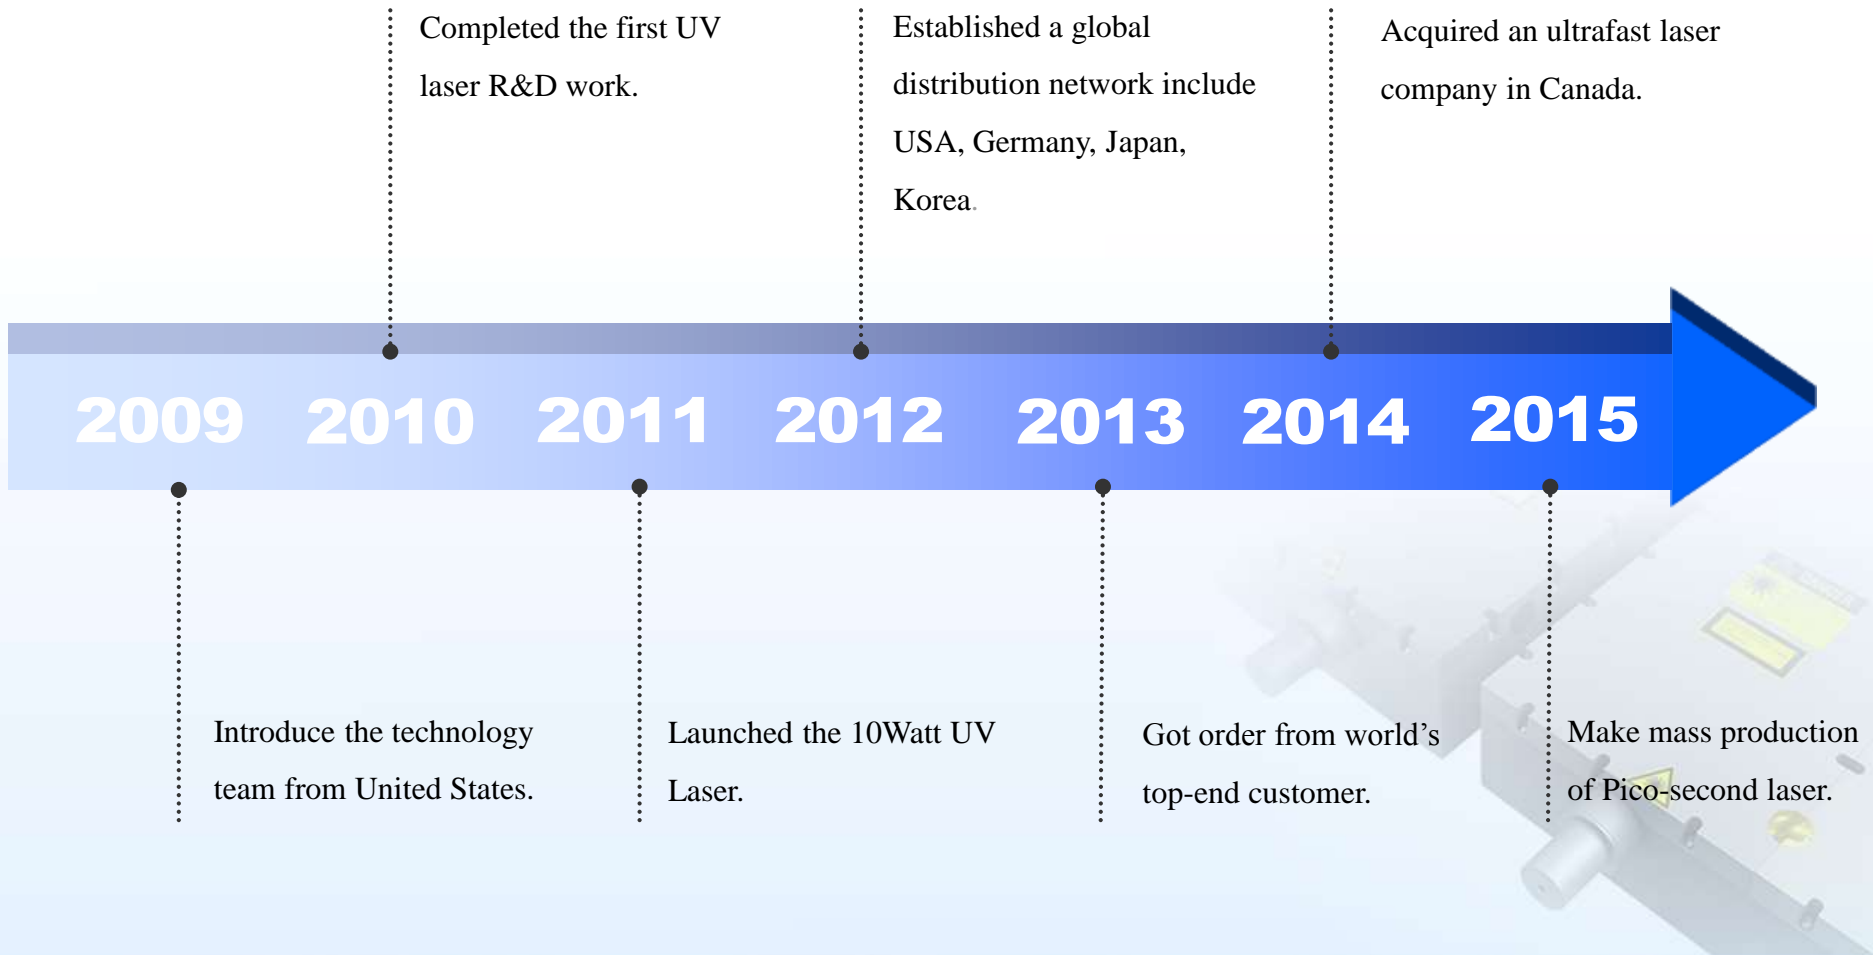 Completed the first UV
laser R&D work.
Established a global
distribution network include
USA, Germany, Japan,
Korea.
Acquired an ultrafast laser
company in Canada.
2009 2010 2011 2012 2013 2014 2015
Introduce the technology
team from United States.
Launched the 10Watt UV
Laser.
Got order from world’s
top-end customer.
Make mass production
of Pico-second laser.